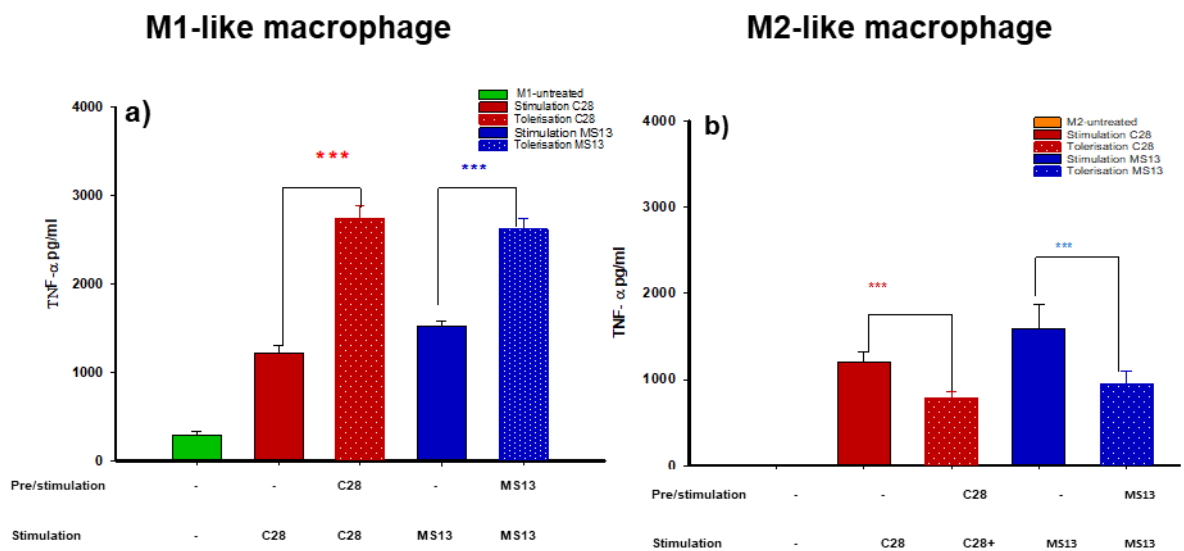 M1-like macrophage
M2-like macrophage
a)
M1-untreated
Stimulation C28
Tolerisation C28
Stimulation MS13
Tolerisation MS13
4000
3000
2000
1000
0
TNF-α pg/ml
***
***
Pre/stimulation - - C28 - MS13
Stimulation - C28 C28 MS13 MS13
b)
M2-untreated
Stimulation C28
Tolerisation C28
Stimulation MS13
Tolerisation MS13
4000
3000
2000
1000
0
TNF- α pg/ml
***
***
Pre/stimulation - - C28 - MS13
Stimulation - C28 C28+ MS13 MS13